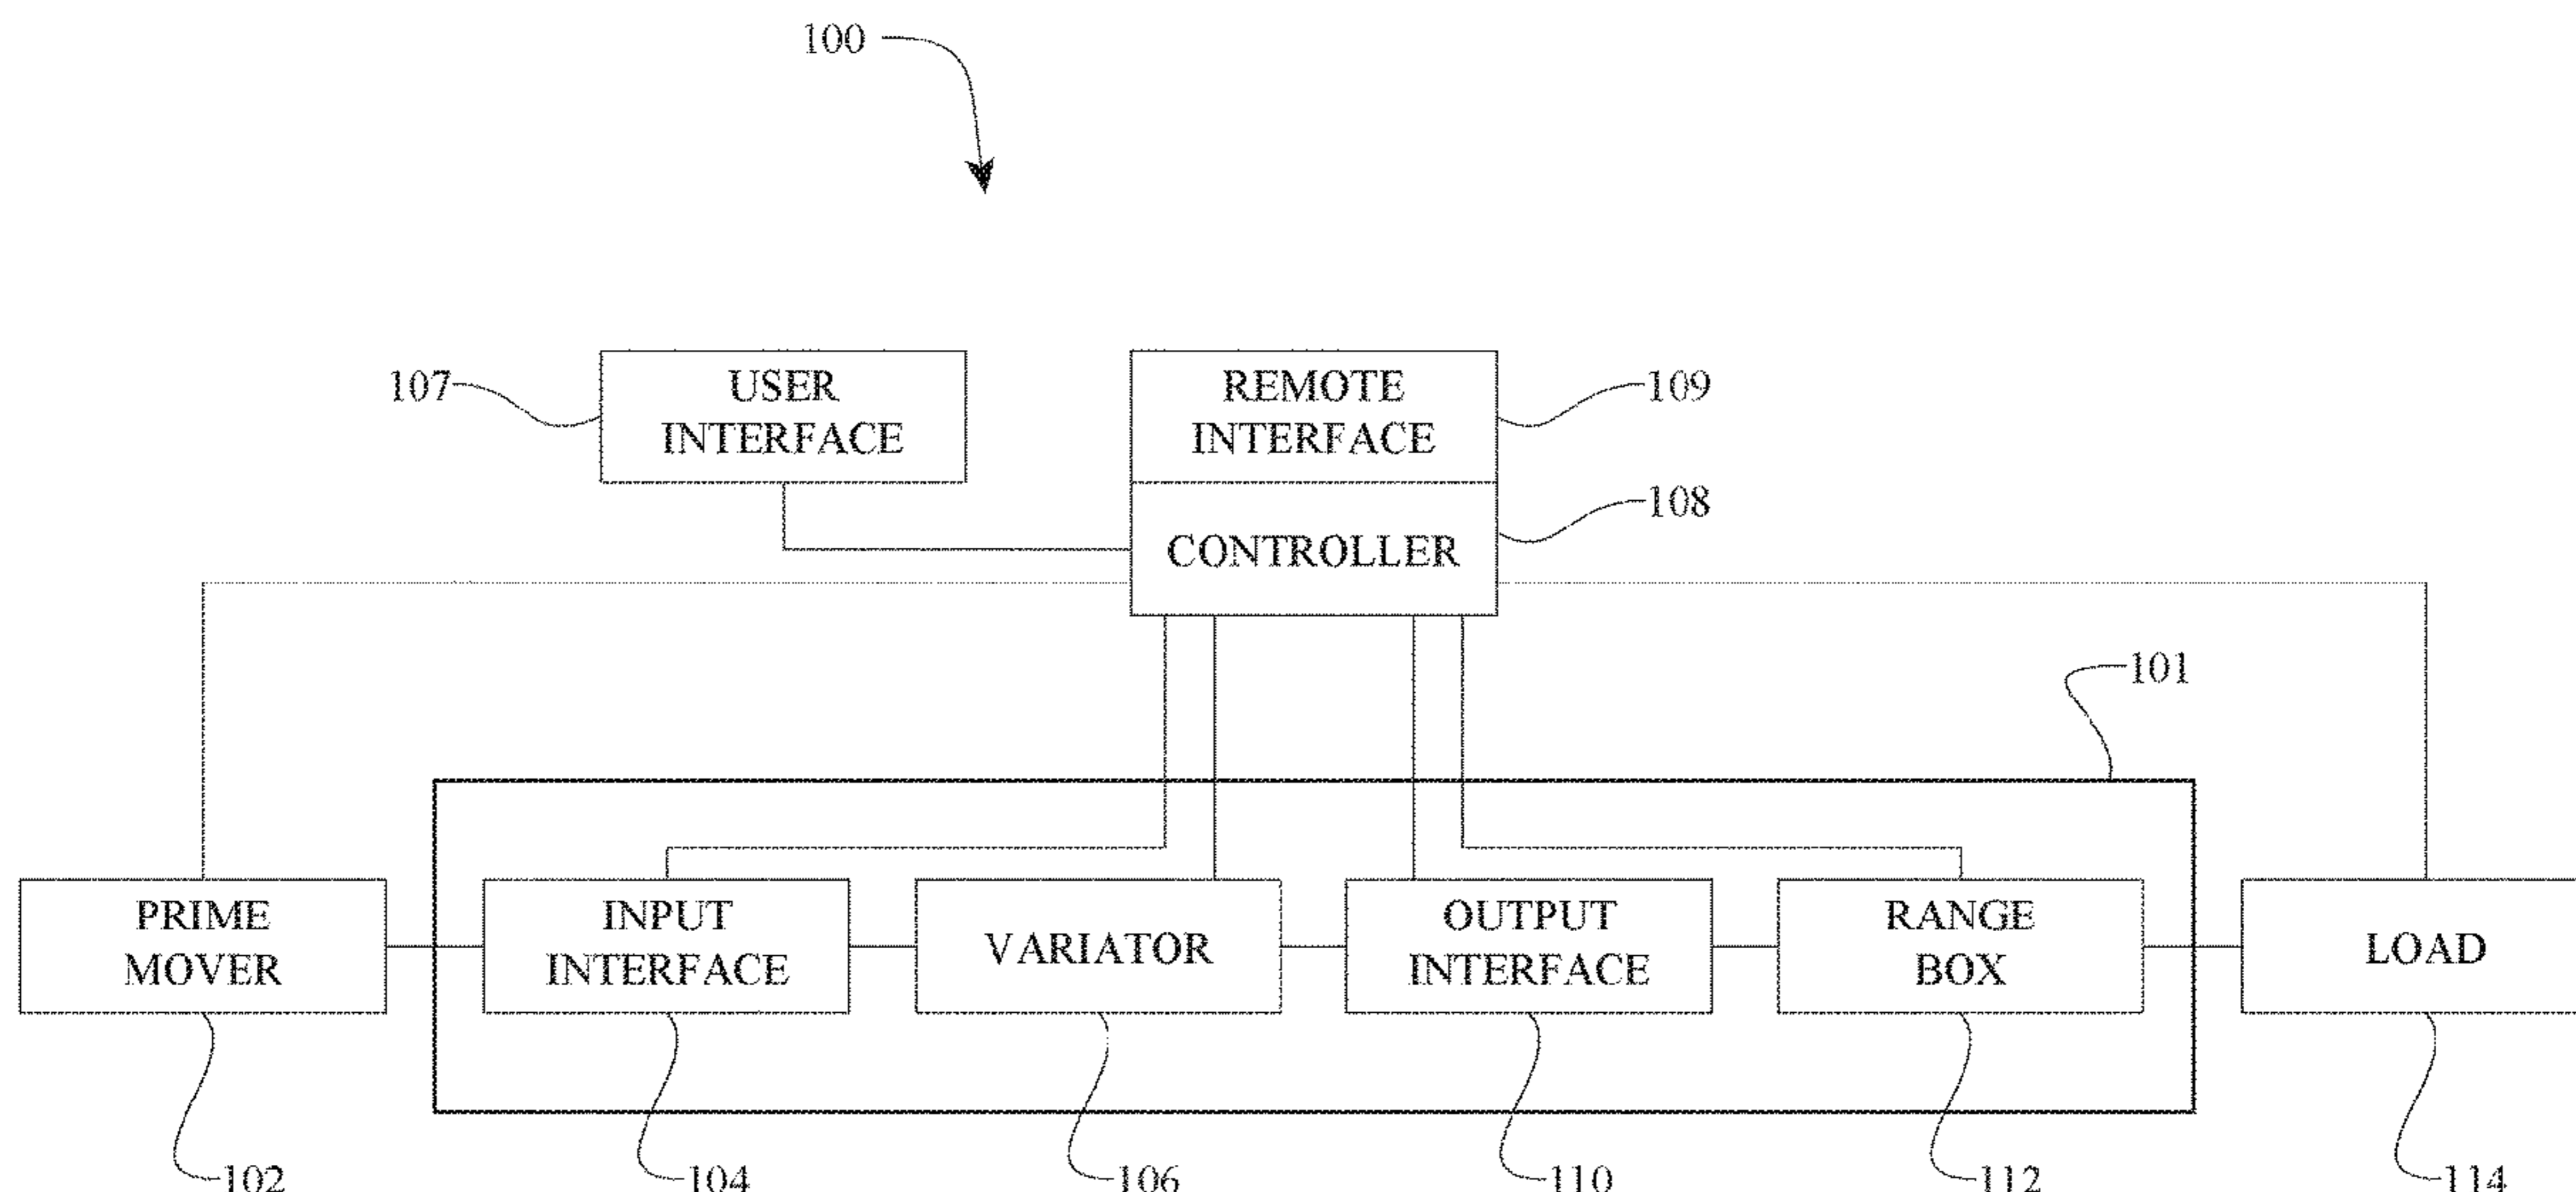 100
107
USER
INTERFACE
REMOTE
INTERFACE
109
CONTROLLER
108
101
PRIME
MOVER
INPUT
INTERFACE
VARIATOR
OUTPUT
INTERFACE
RANGE
BOX
LOAD
102
104
106
110
112
114